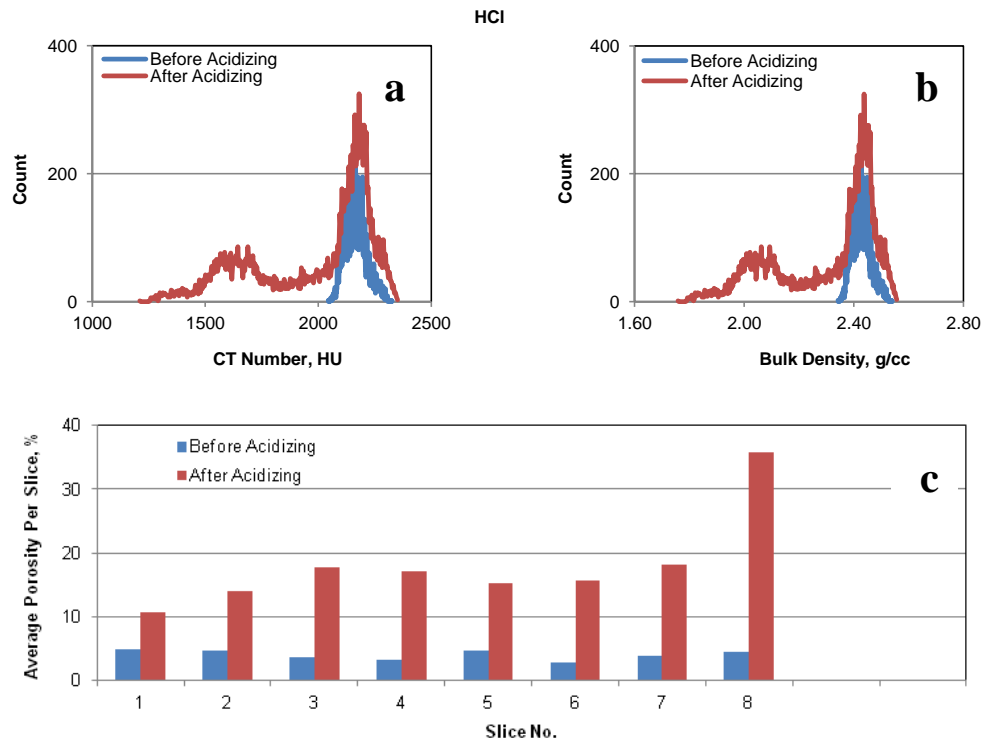 HCl
400
200
0
Count
Before Acidizing
After Acidizing
a
1000 1500 2000 2500
CT Number, HU
400
200
0
Count
Before Acidizing
After Acidizing
b
1.60 2.00 2.40 2.80
Bulk Density, g/cc
40
30
20
10
0
Average Porosity Per Slice, %
Before Acidizing
After Acidizing
c
1 2 3 4 5 6 7 8
Slice No.